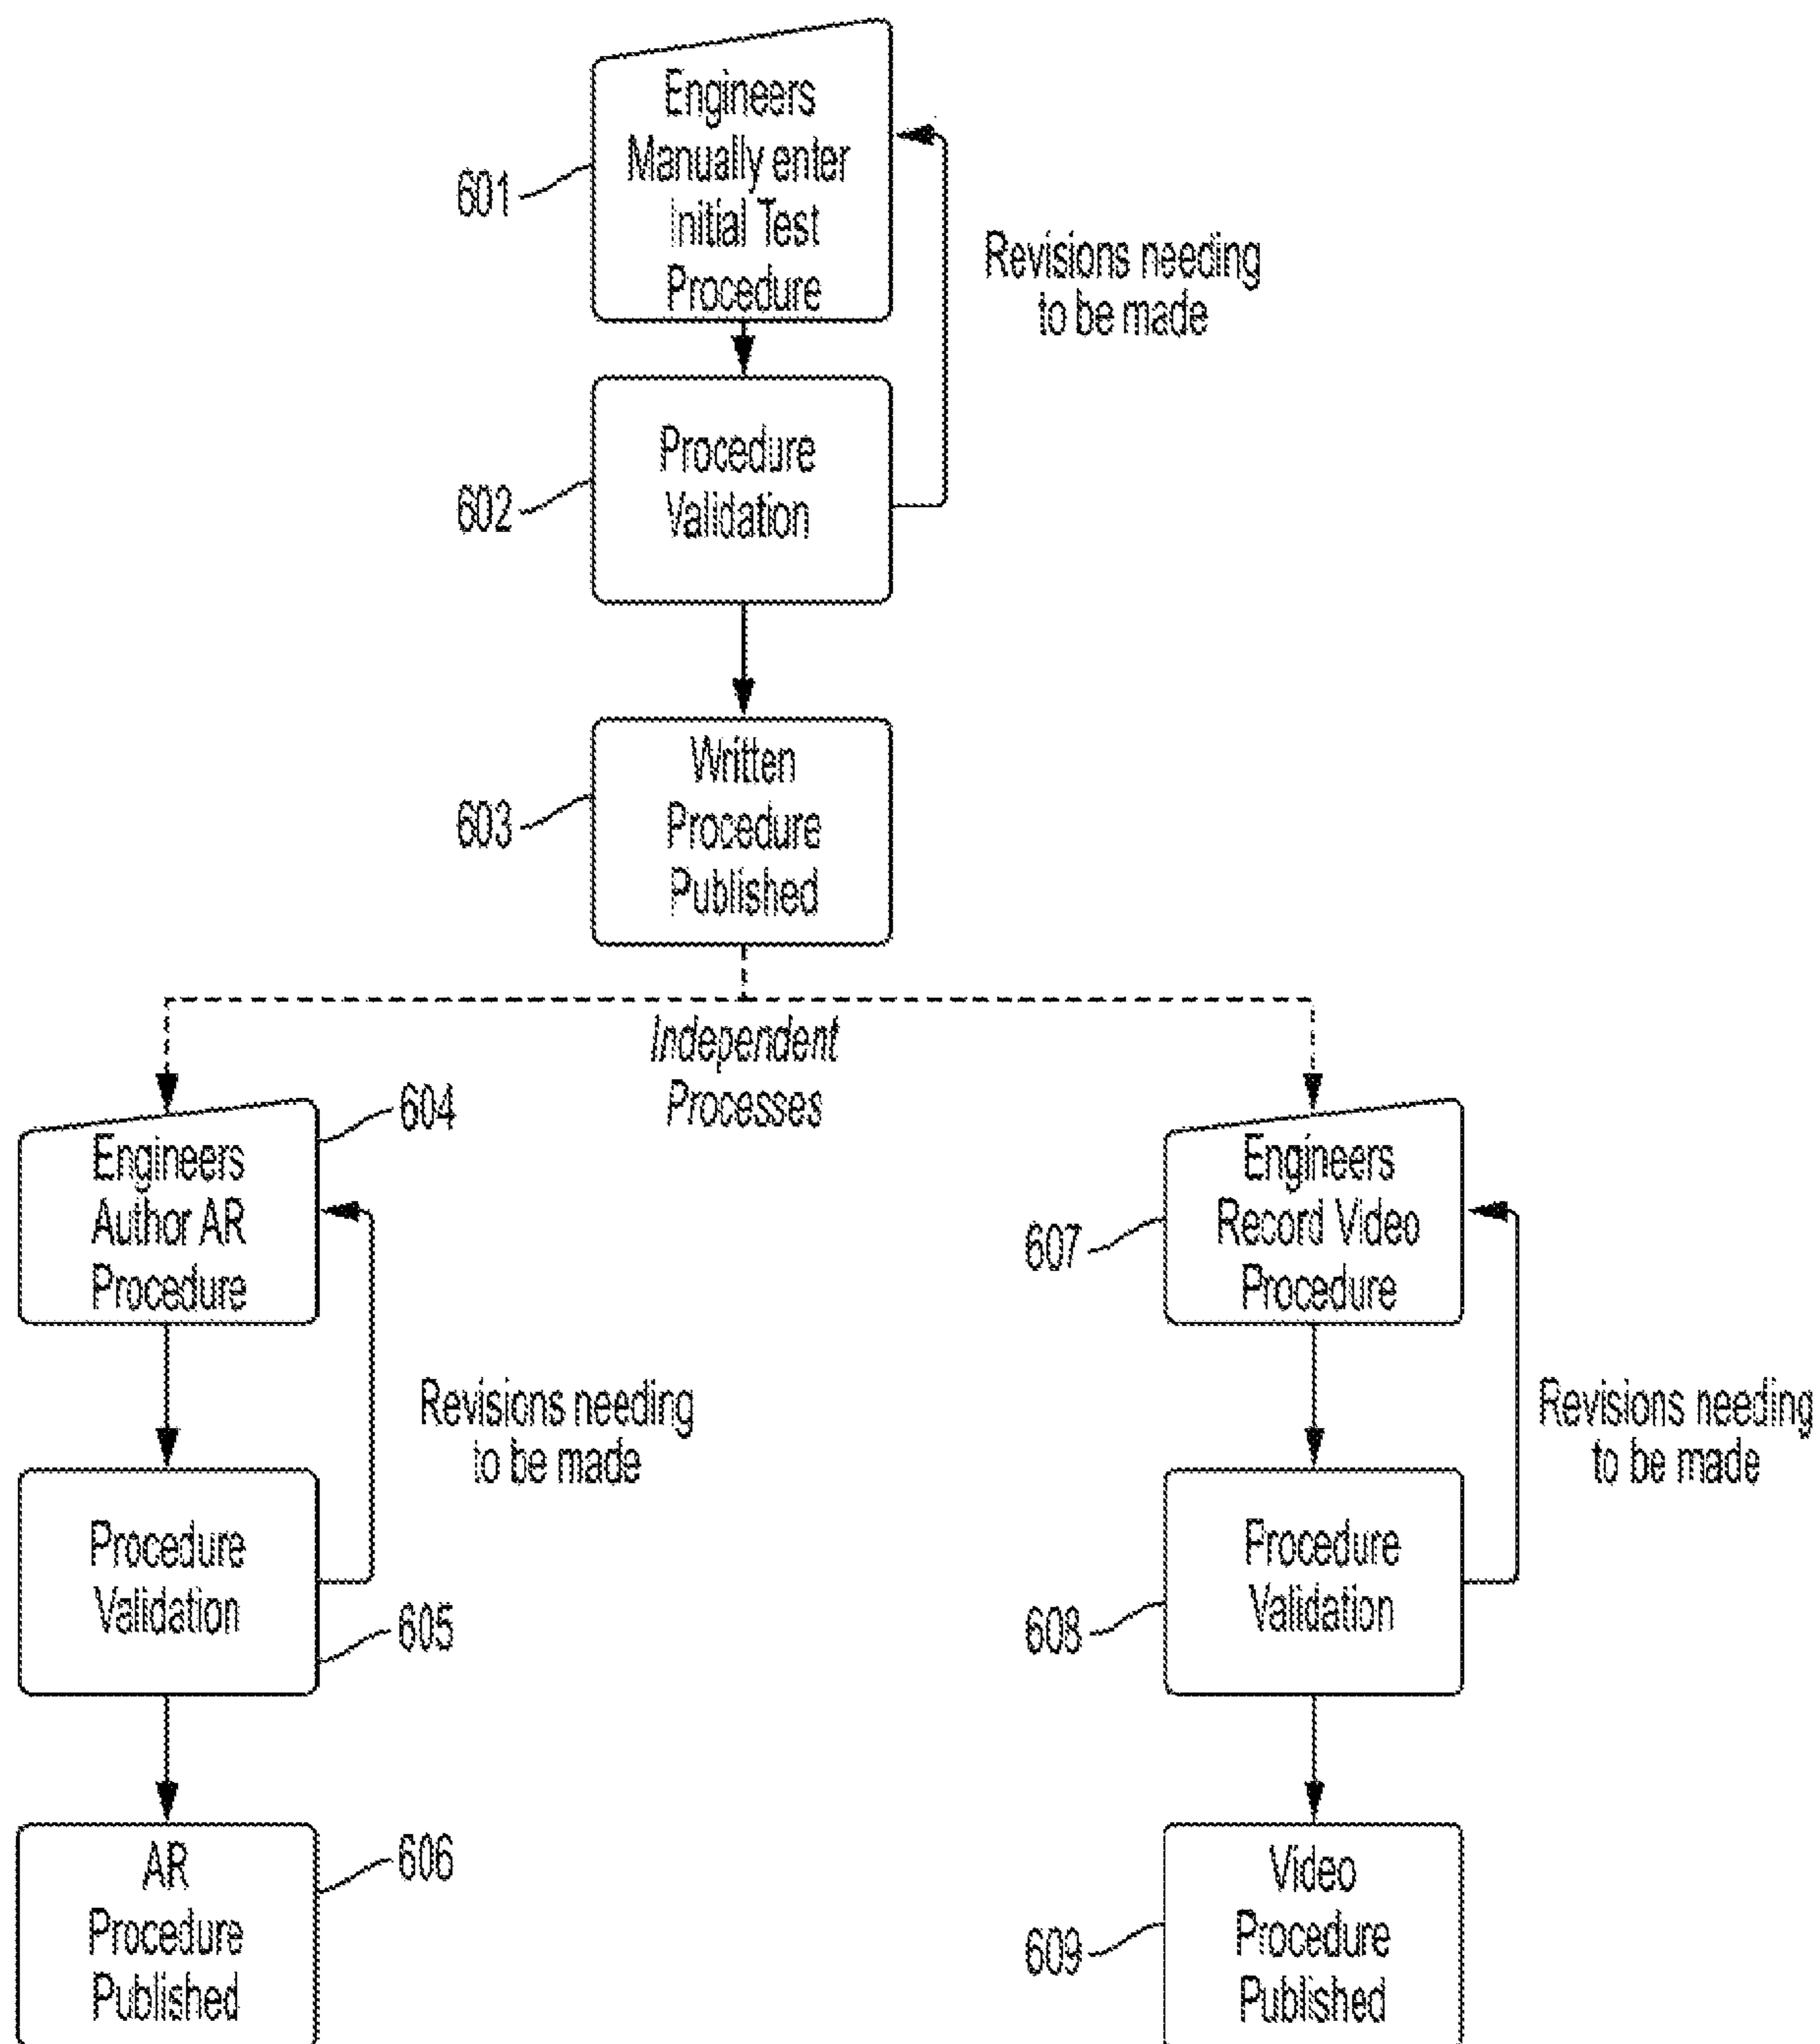 Engineers
Manually enter
Initial Test
Procedure
601
Revisions needing
to be made
Procedure
Validation
602
Written
Procedure
Published
603
Independent
Processes
604
Engineers
Author AR
Procedure
Revisions needing
to be made
Procedure
Validation
605
AR
Procedure
Published
606
Engineers
Record Video
Procedure
607
Revisions needing
to be made
Procedure
Validation
608
Video
Procedure
Published
609